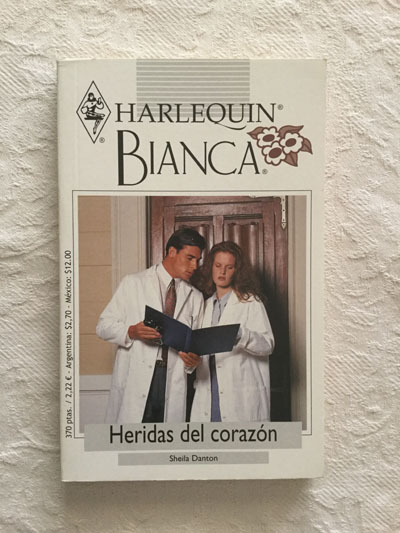 HARLEQUIN®
BIANCA®
®
370 ptas. / 2,22 € - Argentina: $2,70 - México: $12.00
Heridas del corazón
Sheila Danton